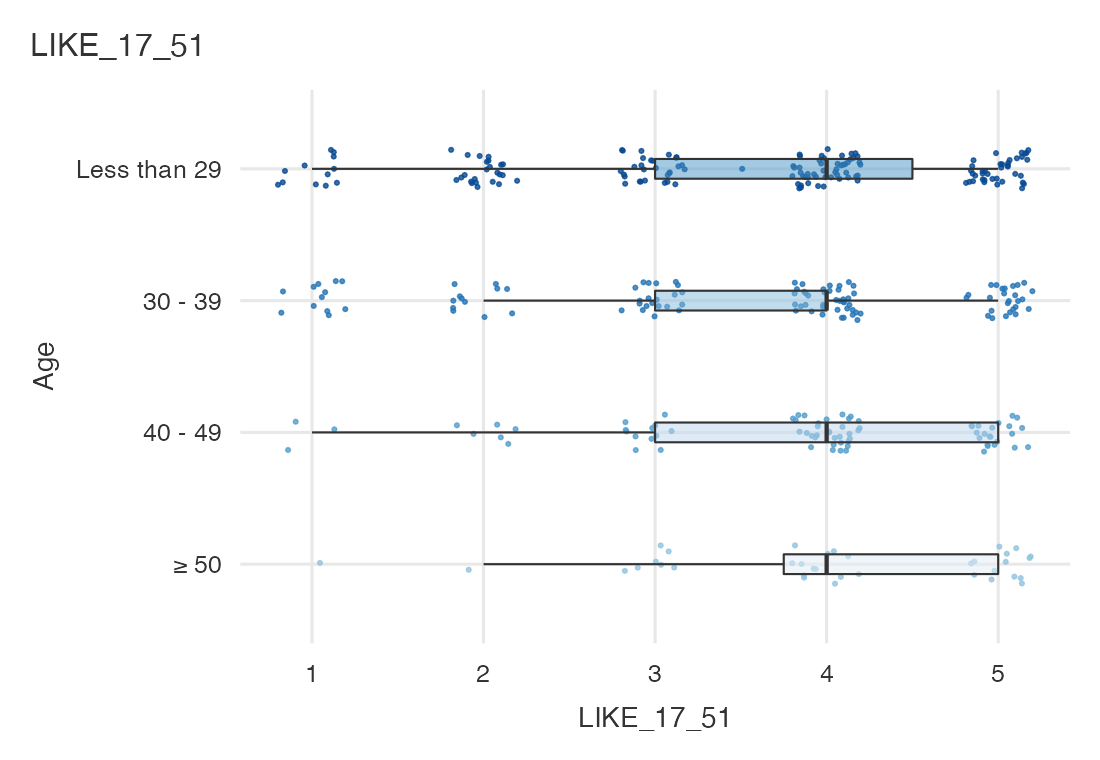 LIKE_17_51
Less than 29
30 - 39
40 - 49
≥ 50
Age
1 2 3 4 5
LIKE_17_51